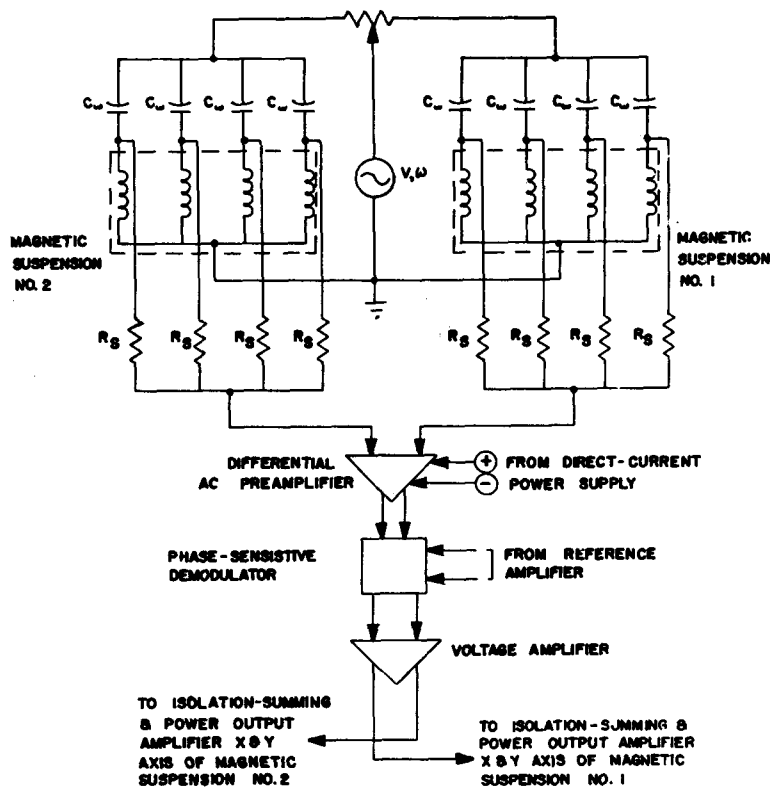 Cω Cω Cω Cω
Cω Cω Cω Cω
V,ω
MAGNETIC
SUSPENSION
NO. 2
MAGNETIC
SUSPENSION
NO. 1
RS RS RS RS
RS RS RS RS
DIFFERENTIAL
AC PREAMPLIFIER
+ FROM DIRECT-CURRENT
− POWER SUPPLY
PHASE-SENSISTIVE
DEMODULATOR
FROM REFERENCE
AMPLIFIER
VOLTAGE AMPLIFIER
TO ISOLATION-SUMMING
& POWER OUTPUT
AMPLIFIER X & Y
AXIS OF MAGNETIC
SUSPENSION NO. 2
TO ISOLATION-SUMMING &
POWER OUTPUT AMPLIFIER
X & Y AXIS OF MAGNETIC
SUSPENSION NO. 1